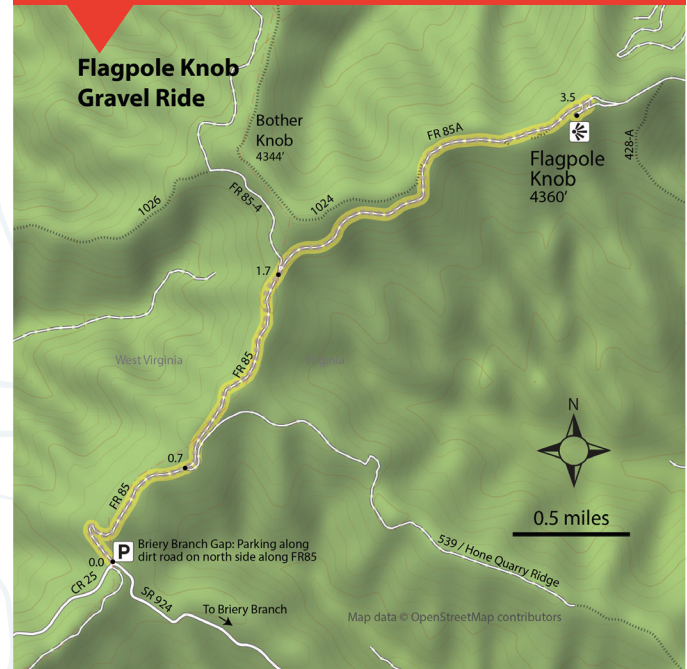 Flagpole Knob
Gravel Ride
3.5
FR 85A
Bother
Knob
4344’
Flagpole
Knob
4360’
428-A
1026
FR 85-4
1024
1.7
West Virginia
Virginia
FR 85
N
0.7
FR 85
0.5 miles
P
Briery Branch Gap: Parking along
dirt road on north side along FR85
0.0
539 / Hone Quarry Ridge
CR 25
SR 924
To Briery Branch
Map data © OpenStreetMap contributors